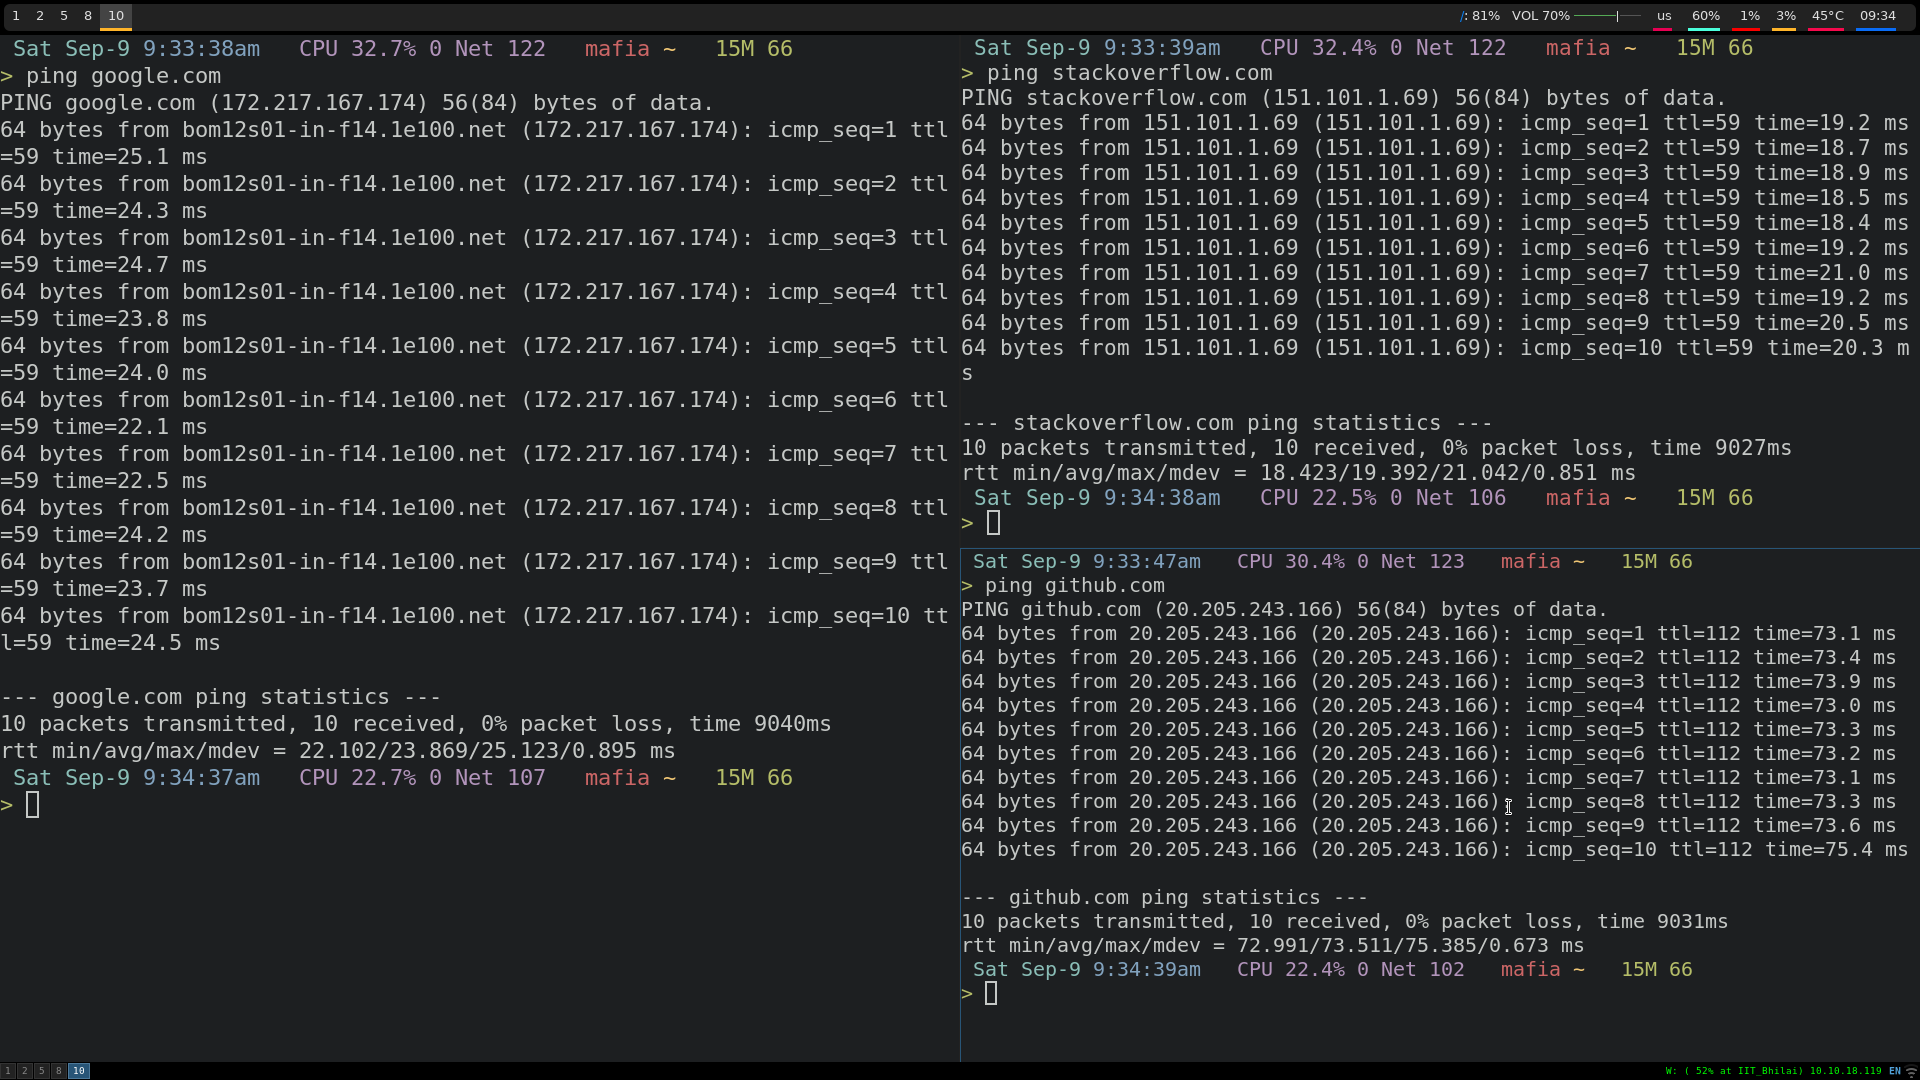 1 2 5 8 10 /: 81% VOL 70% us 60% 1% 3% 45°C 09:34
Sat Sep-9 9:33:38am CPU 32.7% 0 Net 122 mafia ~ 15M 66
> ping google.com
PING google.com (172.217.167.174) 56(84) bytes of data.
64 bytes from bom12s01-in-f14.1e100.net (172.217.167.174): icmp_seq=1 ttl
=59 time=25.1 ms
64 bytes from bom12s01-in-f14.1e100.net (172.217.167.174): icmp_seq=2 ttl
=59 time=24.3 ms
64 bytes from bom12s01-in-f14.1e100.net (172.217.167.174): icmp_seq=3 ttl
=59 time=24.7 ms
64 bytes from bom12s01-in-f14.1e100.net (172.217.167.174): icmp_seq=4 ttl
=59 time=23.8 ms
64 bytes from bom12s01-in-f14.1e100.net (172.217.167.174): icmp_seq=5 ttl
=59 time=24.0 ms
64 bytes from bom12s01-in-f14.1e100.net (172.217.167.174): icmp_seq=6 ttl
=59 time=22.1 ms
64 bytes from bom12s01-in-f14.1e100.net (172.217.167.174): icmp_seq=7 ttl
=59 time=22.5 ms
64 bytes from bom12s01-in-f14.1e100.net (172.217.167.174): icmp_seq=8 ttl
=59 time=24.2 ms
64 bytes from bom12s01-in-f14.1e100.net (172.217.167.174): icmp_seq=9 ttl
=59 time=23.7 ms
64 bytes from bom12s01-in-f14.1e100.net (172.217.167.174): icmp_seq=10 tt
l=59 time=24.5 ms
--- google.com ping statistics ---
10 packets transmitted, 10 received, 0% packet loss, time 9040ms
rtt min/avg/max/mdev = 22.102/23.869/25.123/0.895 ms
Sat Sep-9 9:34:37am CPU 22.7% 0 Net 107 mafia ~ 15M 66
>
Sat Sep-9 9:33:39am CPU 32.4% 0 Net 122 mafia ~ 15M 66
> ping stackoverflow.com
PING stackoverflow.com (151.101.1.69) 56(84) bytes of data.
64 bytes from 151.101.1.69 (151.101.1.69): icmp_seq=1 ttl=59 time=19.2 ms
64 bytes from 151.101.1.69 (151.101.1.69): icmp_seq=2 ttl=59 time=18.7 ms
64 bytes from 151.101.1.69 (151.101.1.69): icmp_seq=3 ttl=59 time=18.9 ms
64 bytes from 151.101.1.69 (151.101.1.69): icmp_seq=4 ttl=59 time=18.5 ms
64 bytes from 151.101.1.69 (151.101.1.69): icmp_seq=5 ttl=59 time=18.4 ms
64 bytes from 151.101.1.69 (151.101.1.69): icmp_seq=6 ttl=59 time=19.2 ms
64 bytes from 151.101.1.69 (151.101.1.69): icmp_seq=7 ttl=59 time=21.0 ms
64 bytes from 151.101.1.69 (151.101.1.69): icmp_seq=8 ttl=59 time=19.2 ms
64 bytes from 151.101.1.69 (151.101.1.69): icmp_seq=9 ttl=59 time=20.5 ms
64 bytes from 151.101.1.69 (151.101.1.69): icmp_seq=10 ttl=59 time=20.3 m
s
--- stackoverflow.com ping statistics ---
10 packets transmitted, 10 received, 0% packet loss, time 9027ms
rtt min/avg/max/mdev = 18.423/19.392/21.042/0.851 ms
Sat Sep-9 9:34:38am CPU 22.5% 0 Net 106 mafia ~ 15M 66
>
Sat Sep-9 9:33:47am CPU 30.4% 0 Net 123 mafia ~ 15M 66
> ping github.com
PING github.com (20.205.243.166) 56(84) bytes of data.
64 bytes from 20.205.243.166 (20.205.243.166): icmp_seq=1 ttl=112 time=73.1 ms
64 bytes from 20.205.243.166 (20.205.243.166): icmp_seq=2 ttl=112 time=73.4 ms
64 bytes from 20.205.243.166 (20.205.243.166): icmp_seq=3 ttl=112 time=73.9 ms
64 bytes from 20.205.243.166 (20.205.243.166): icmp_seq=4 ttl=112 time=73.0 ms
64 bytes from 20.205.243.166 (20.205.243.166): icmp_seq=5 ttl=112 time=73.3 ms
64 bytes from 20.205.243.166 (20.205.243.166): icmp_seq=6 ttl=112 time=73.2 ms
64 bytes from 20.205.243.166 (20.205.243.166): icmp_seq=7 ttl=112 time=73.1 ms
64 bytes from 20.205.243.166 (20.205.243.166): icmp_seq=8 ttl=112 time=73.3 ms
64 bytes from 20.205.243.166 (20.205.243.166): icmp_seq=9 ttl=112 time=73.6 ms
64 bytes from 20.205.243.166 (20.205.243.166): icmp_seq=10 ttl=112 time=75.4 ms
--- github.com ping statistics ---
10 packets transmitted, 10 received, 0% packet loss, time 9031ms
rtt min/avg/max/mdev = 72.991/73.511/75.385/0.673 ms
Sat Sep-9 9:34:39am CPU 22.4% 0 Net 102 mafia ~ 15M 66
>
1 2 5 8 10 W: ( 52% at IIT_Bhilai) 10.10.18.119 EN